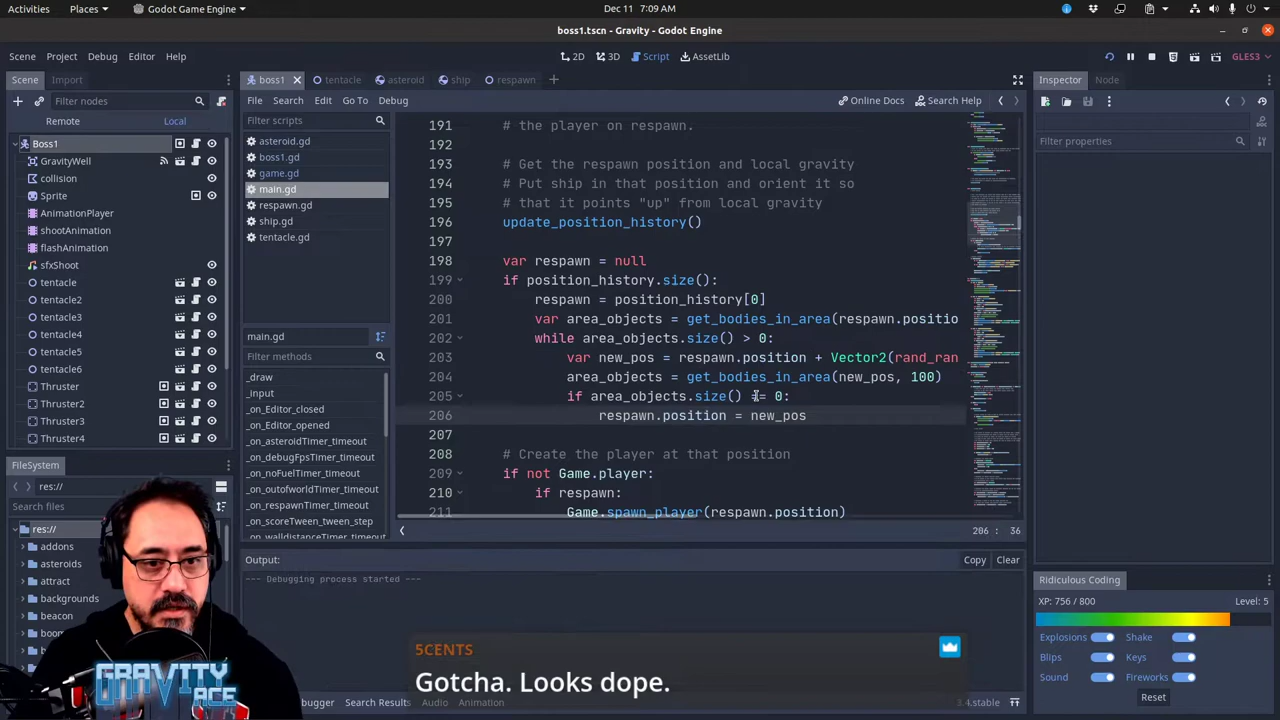 Activities Places Godot Game Engine Dec 11 7:09 AM
boss1.tscn - Gravity - Godot Engine
Scene Project Debug Editor Help 2D 3D Script AssetLib GLES3
Scene Import boss1 tentacle asteroid ship respawn Inspector Node
Filter nodes File Search Edit Go To Debug Online Docs Search Help
Remote Local Filter scripts Filter properties
Boss1
GravityWell
collision
Sprite
AnimationPlayer
shootAnimation
flashAnimation
sfxShoot
tentacle
tentacle2
tentacle3
tentacle4
tentacle5
tentacle6
Thruster
Thruster2
Thruster3
Thruster4
asteroid.gd
boss1.gd
game.gd
main.gd
respawn.gd
ship.gd
tentacle.gd
main.gd
Filter methods
_draw
_input
_on_Editor_closed
_on_Editor_opened
_on_asteroidTimer_timeout
_on_debugFpsTimer_timeout
_on_respawnTimer_timeout
_on_scoreTween_tween_step
_on_walldistanceTimer_timeout
191 # the player on respawn.
192
193 # Get the respawn position and local gravity
194 # Put ship in that position and orient it so
195 # that it points "up" from local gravity
196 update_position_history()
197
198 var respawn = null
199 if position_history.size():
200 respawn = position_history[0]
201 var area_objects = get_bodies_in_area(respawn.positio
202 while area_objects.size() > 0:
203 var new_pos = respawn.position + Vector2(rand_ran
204 area_objects = get_bodies_in_area(new_pos, 100)
205 if area_objects.size() == 0:
206 respawn.position = new_pos
207
208 # Create the player at that position
209 if not Game.player:
210 if respawn:
211 Game.spawn_player(respawn.position)
206 : 36
FileSystem
res://
Search files
res://
addons
asteroids
attract
backgrounds
beacon
Output: Copy Clear
--- Debugging process started ---
Search Results Audio Animation 3.4.stable
Ridiculous Coding
XP: 756 / 800 Level: 5
Explosions Shake
Blips Keys
Sound Fireworks
Reset
5CENTS
Gotcha. Looks dope.
GRAVITY
ACE